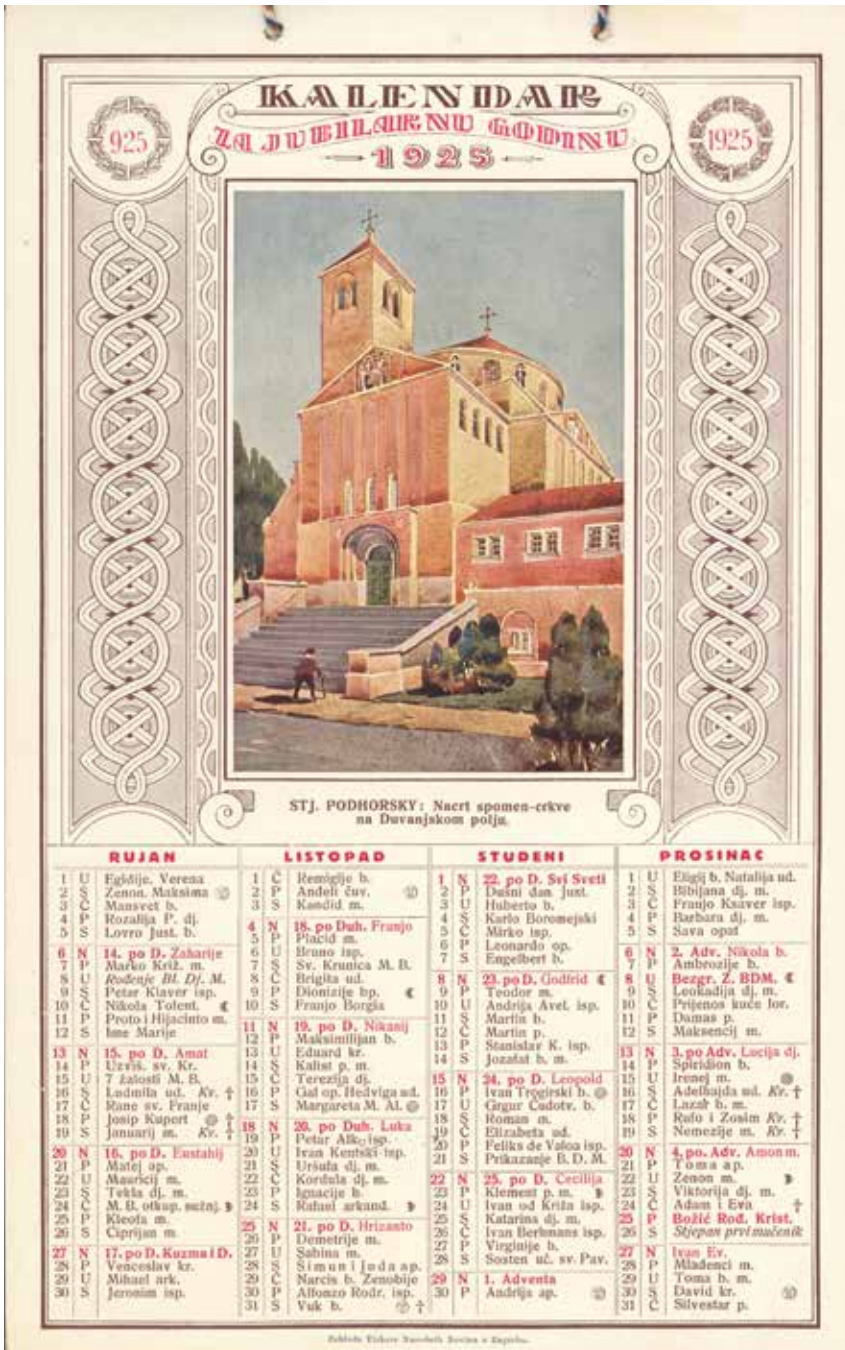 KALENDAR
ZA JUBILARNU GODINU
1925
925
1925
STJ. PODHORSKY: Nacrt spomen-crkve
na Duvanjskom polju.
RUJAN
1 U Egidije. Verena
2 S Zenon. Maksima
3 Č Mansvet b.
4 P Rozalija P. dj.
5 S Lovro Just. b.
6 N 14. po D. Zaharije
7 P Marko Križ. m.
8 U Rođenje Bl. Dj. M.
9 S Petar Klaver isp.
10 Č Nikola Tolent.
11 P Proto i Hijacinto m.
12 S Ime Marije
13 N 15. po D. Amat
14 P Uzviš. sv. Kr.
15 U 7 žalosti M. B.
16 S Ludmila ud. Kv. †
17 Č Rane sv. Franje
18 P Josip Kupert †
19 S Januarij m. Kv. †
20 N 16. po D. Eustahij
21 P Matej ap.
22 U Mauricij m.
23 S Tekla dj. m.
24 Č M. B. otkup. sužnj.
25 P Kleofa m.
26 S Ciprijan m.
27 N 17. po D. Kuzma i D.
28 P Venceslav kr.
29 U Mihael ark.
30 S Jeronim isp.
LISTOPAD
1 Č Remigije b.
2 P Anđeli čuv.
3 S Kandid m.
4 N 18. po Duh. Franjo
5 P Placid m.
6 U Bruno isp.
7 S Sv. Krunica M. B.
8 Č Brigita ud.
9 P Dionizije bp.
10 S Franjo Borgia
11 N 19. po D. Nikasij
12 P Maksimilijan b.
13 U Eduard kr.
14 S Kalist p. m.
15 Č Terezija dj.
16 P Gal op. Hedviga ud.
17 S Margareta M. Al.
18 N 20. po Duh. Luka
19 P Petar Alk. isp.
20 U Ivan Kentski isp.
21 S Uršula dj. m.
22 Č Kordula dj. m.
23 P Ignacije b.
24 S Rafael arkanđ.
25 N 21. po D. Hrizanto
26 P Demetrije m.
27 U Sabina m.
28 S Simun i Juda ap.
29 Č Narcis b. Zenobije
30 P Alfonzo Rodr. isp.
31 S Vuk b. †
STUDENI
1 N 22. po D. Svi Sveti
2 P Dušni dan Just.
3 U Huberto b.
4 S Karlo Boromejski
5 Č Mirko isp.
6 P Leonardo op.
7 S Engelbert b.
8 N 23. po D. Godfrid
9 P Teodor m.
10 U Andrija Avel. isp.
11 S Martin b.
12 Č Martin p.
13 P Stanislav K. isp.
14 S Jozafat b. m.
15 N 24. po D. Leopold
16 P Ivan Trogirski b.
17 U Grgur Čudotv. b.
18 S Roman m.
19 Č Elizabeta ud.
20 P Feliks de Valoa isp.
21 S Prikazanje B. D. M.
22 N 25. po D. Cecilija
23 P Klement p. m.
24 U Ivan od Križa isp.
25 S Katarina dj. m.
26 Č Ivan Berhmans isp.
27 P Virginije b.
28 S Sosten uč. sv. Pav.
29 N 1. Adventa
30 P Andrija ap.
PROSINAC
1 U Eligij b. Natalija ud.
2 S Bibijana dj. m.
3 Č Franjo Ksaver isp.
4 P Barbara dj. m.
5 S Sava opat
6 N 2. Adv. Nikola b.
7 P Ambrozije b.
8 U Bezgr. Z. BDM.
9 S Leokadija dj. m.
10 Č Prijenos kuće lor.
11 P Damas p.
12 S Maksencij m.
13 N 3. po Adv. Lucija dj.
14 P Spiridion b.
15 U Irenej m.
16 S Adelhajda ud. Kv. †
17 Č Lazar b. m.
18 P Rufo i Zosim Kv. †
19 S Nemezije m. Kv. †
20 N 4. po. Adv. Amon m.
21 P Toma ap.
22 U Zenon m.
23 S Viktorija dj. m.
24 Č Adam i Eva †
25 P Božić Rođ. Krist.
26 S Stjepan prvi mučenik
27 N Ivan Ev.
28 P Mladenci m.
29 U Toma b. m.
30 S David kr.
31 Č Silvestar p.
Naklada Tiskare Narodnih Novina u Zagrebu.